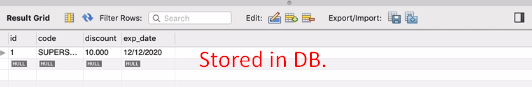 Result Grid Filter Rows: Search Edit: Export/Import:
id code discount exp_date
1 SUPERS... 10.000 12/12/2020
NULL NULL NULL NULL
Stored in DB.